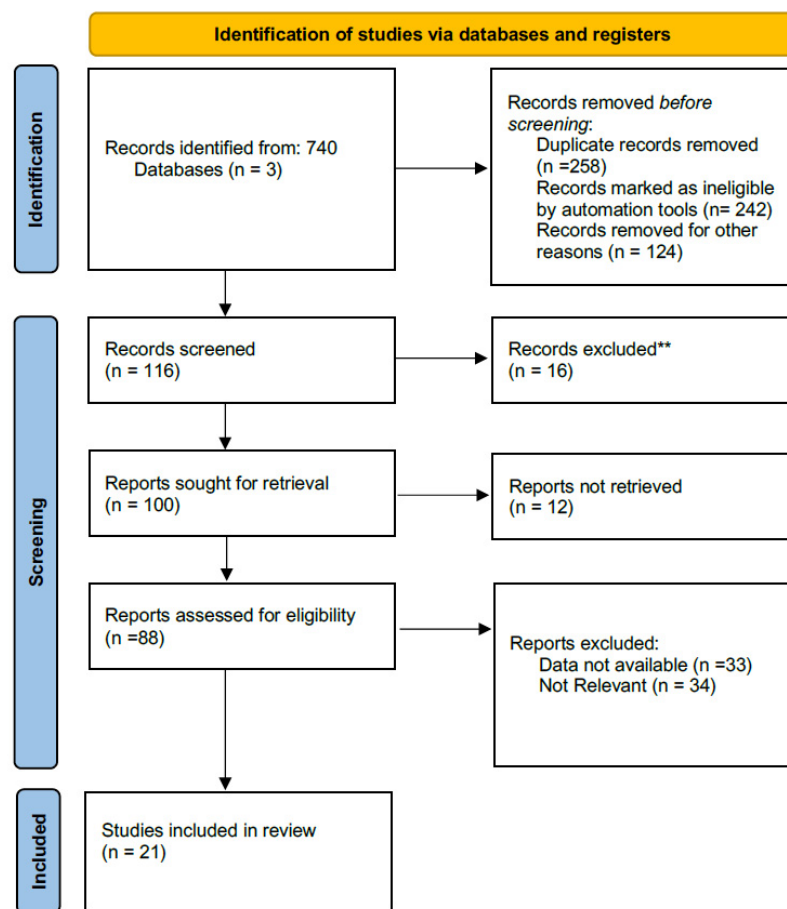 Identification of studies via databases and registers
Identification
Records identified from: 740
Databases (n = 3)
Records removed before
screening:
Duplicate records removed
(n =258)
Records marked as ineligible
by automation tools (n= 242)
Records removed for other
reasons (n = 124)
Screening
Records screened
(n = 116)
Records excluded**
(n = 16)
Reports sought for retrieval
(n = 100)
Reports not retrieved
(n = 12)
Reports assessed for eligibility
(n =88)
Reports excluded:
Data not available (n =33)
Not Relevant (n = 34)
Included
Studies included in review
(n = 21)